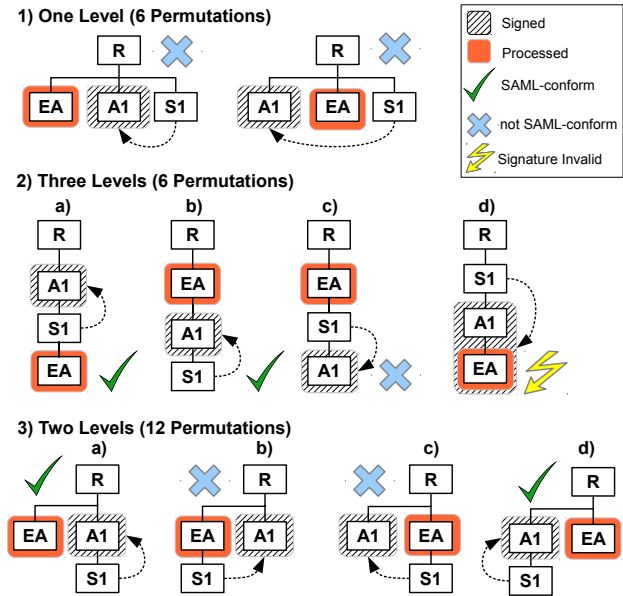 1) One Level (6 Permutations)
R
EA A1 S1
R
A1 EA S1
Signed
Processed
SAML-conform
not SAML-conform
Signature Invalid
2) Three Levels (6 Permutations)
a) b) c) d)
R
A1
S1
EA
R
EA
A1
S1
R
EA
S1
A1
R
S1
A1
EA
3) Two Levels (12 Permutations)
a) b) c) d)
R
EA A1
S1
R
EA A1
S1
R
A1 EA
S1
R
A1 EA
S1